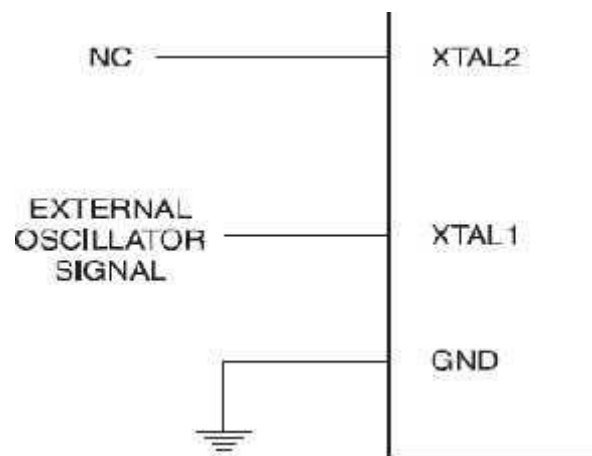 NC XTAL2
EXTERNAL
OSCILLATOR XTAL1
SIGNAL
GND